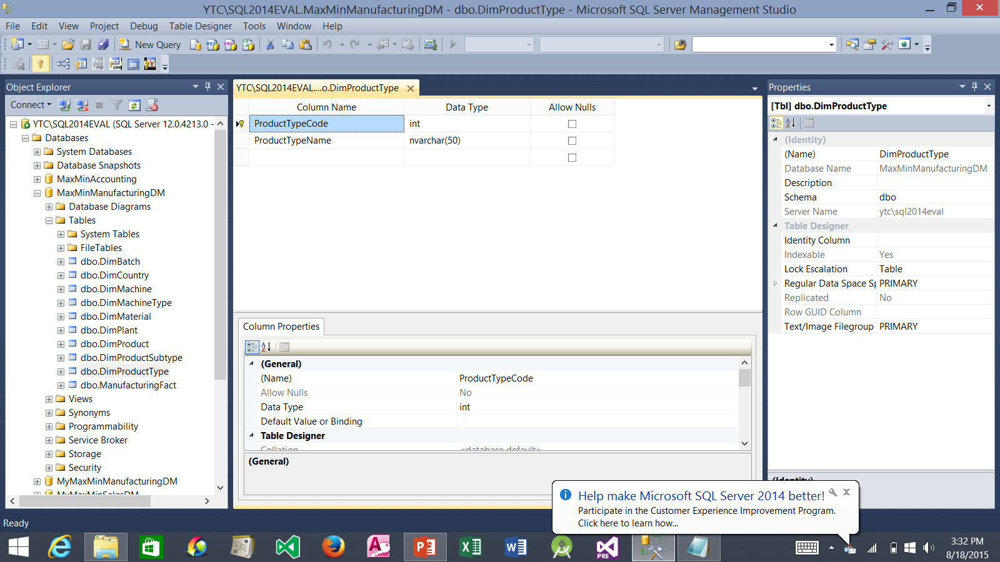 YTC\SQL2014EVAL.MaxMinManufacturingDM - dbo.DimProductType - Microsoft SQL Server Management Studio
File Edit View Project Debug Table Designer Tools Window Help
New Query
Object Explorer
Connect
YTC\SQL2014EVAL (SQL Server 12.0.4213.0 -
Databases
System Databases
Database Snapshots
MaxMinAccounting
MaxMinManufacturingDM
Database Diagrams
Tables
System Tables
FileTables
dbo.DimBatch
dbo.DimCountry
dbo.DimMachine
dbo.DimMachineType
dbo.DimMaterial
dbo.DimPlant
dbo.DimProduct
dbo.DimProductSubtype
dbo.DimProductType
dbo.ManufacturingFact
Views
Synonyms
Programmability
Service Broker
Storage
Security
MyMaxMinManufacturingDM
MyMaxMinSalesDM
YTC\SQL2014EVAL....o.DimProductType
Column Name Data Type Allow Nulls
ProductTypeCode int
ProductTypeName nvarchar(50)
Column Properties
(General)
(Name) ProductTypeCode
Allow Nulls No
Data Type int
Default Value or Binding
Table Designer
Collation <database default>
(General)
Properties
[Tbl] dbo.DimProductType
(Identity)
(Name) DimProductType
Database Name MaxMinManufacturingDM
Description
Schema dbo
Server Name ytc\sql2014eval
Table Designer
Identity Column
Indexable Yes
Lock Escalation Table
Regular Data Space Sp PRIMARY
Replicated No
Row GUID Column
Text/Image Filegroup PRIMARY
(Identity)
Help make Microsoft SQL Server 2014 better!
Participate in the Customer Experience Improvement Program.
Click here to learn how...
Ready
PRE
3:32 PM
8/18/2015